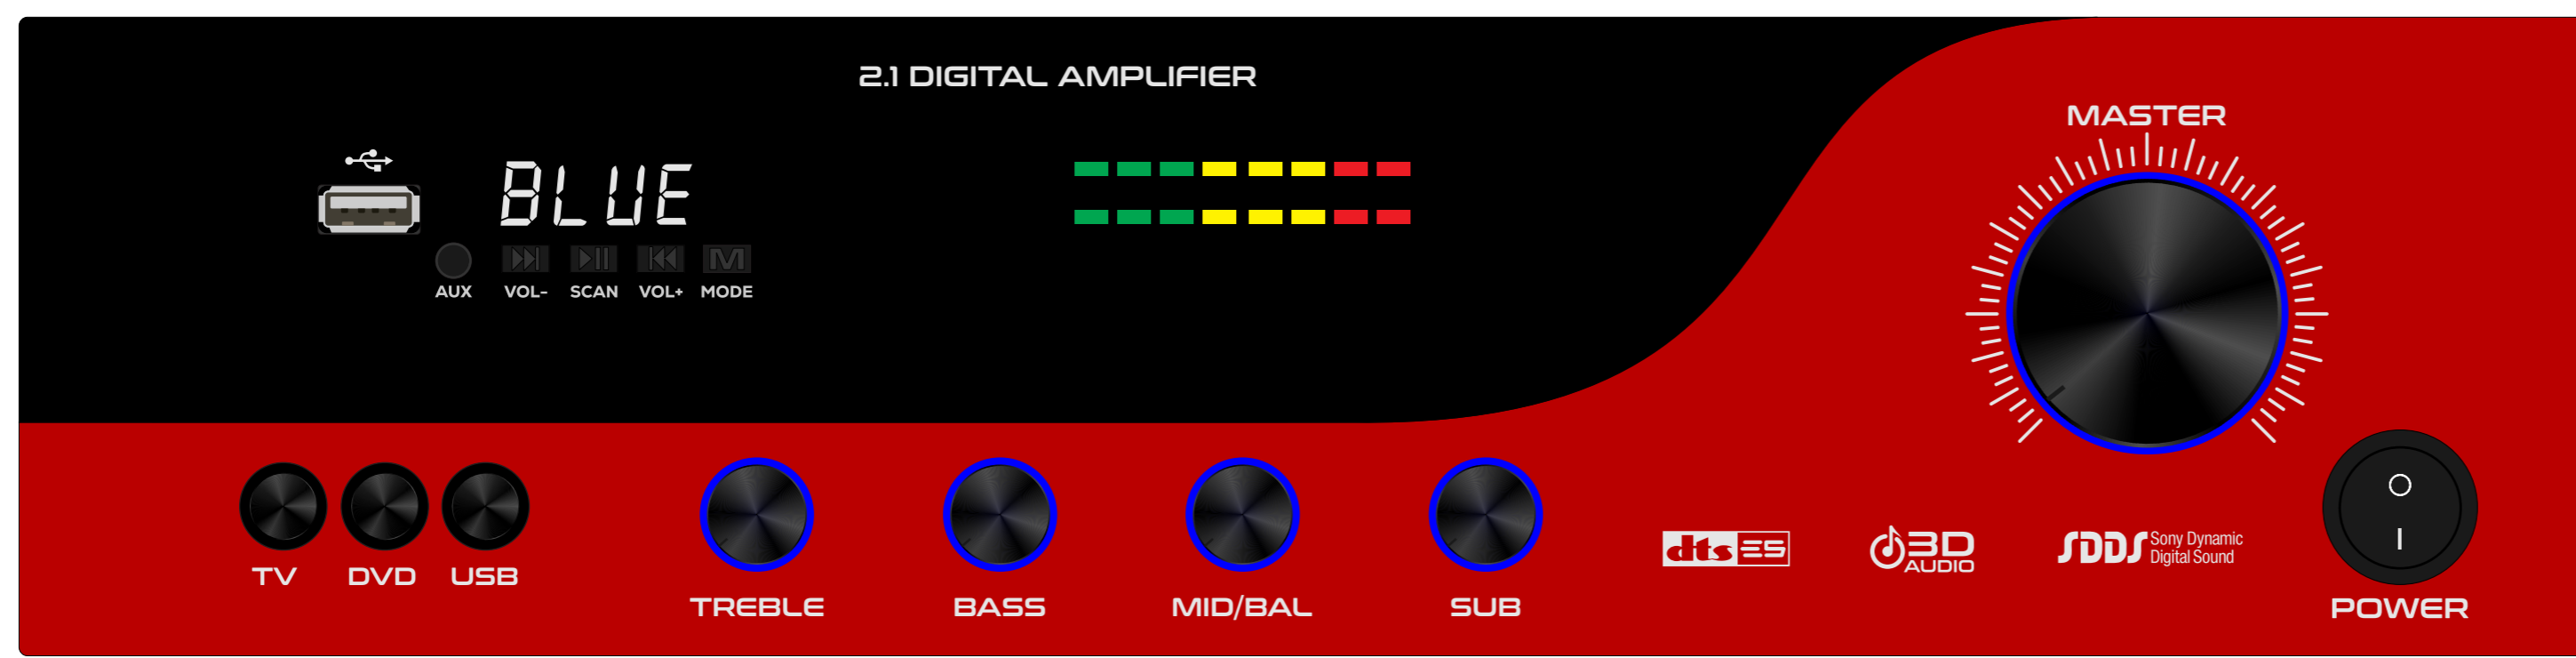 2.1 DIGITAL AMPLIFIER
MASTER
BLUE
M
AUX VOL- SCAN VOL+ MODE
TV DVD USB
TREBLE BASS MID/BAL SUB
dts ES
3D
AUDIO
SDDS Sony Dynamic
Digital Sound
O
I
POWER